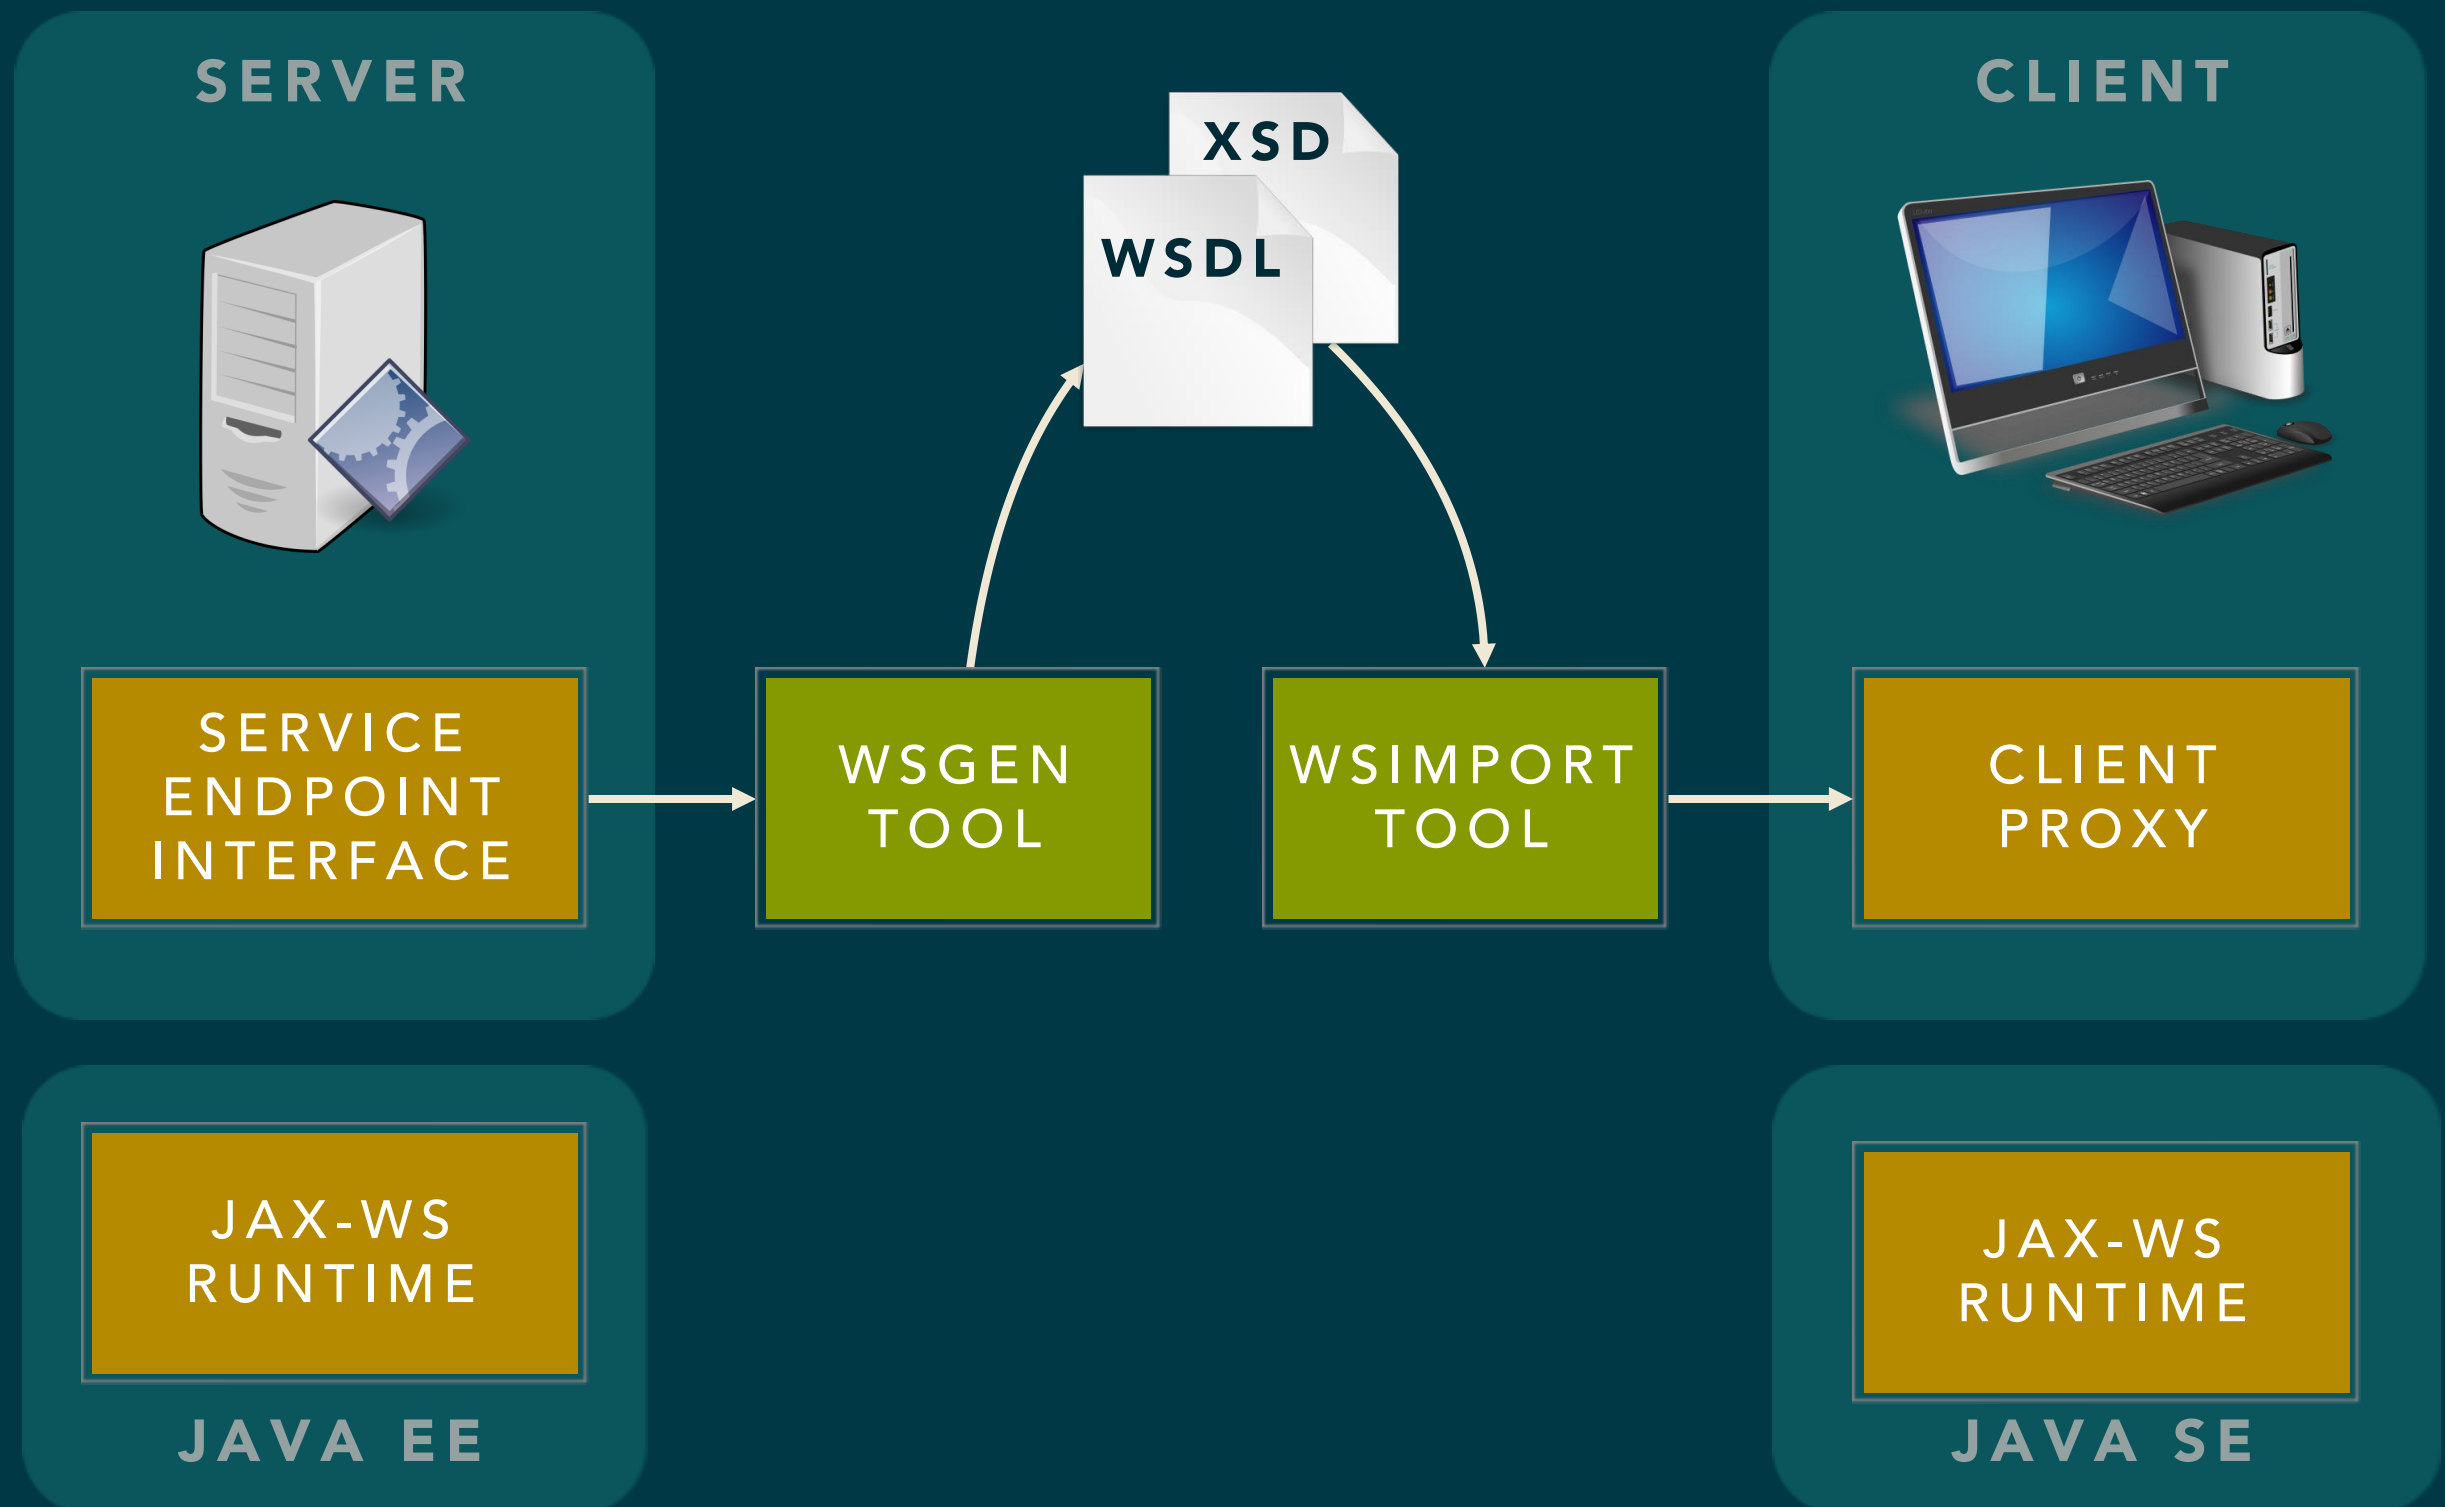 SERVER
CLIENT
XSD
WSDL
SERVICE
ENDPOINT
INTERFACE
WSGEN
TOOL
WSIMPORT
TOOL
CLIENT
PROXY
JAX-WS
RUNTIME
JAVA EE
JAX-WS
RUNTIME
JAVA SE